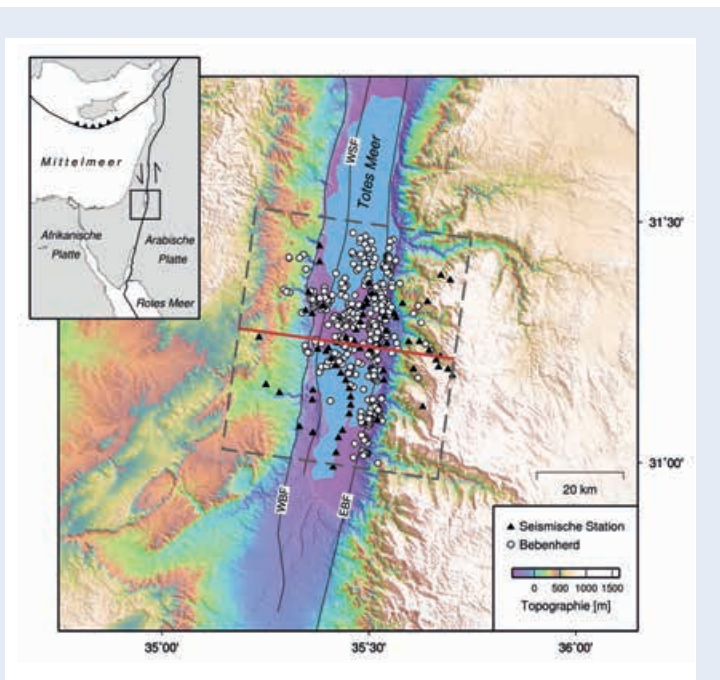 Mittelmeer
Afrikanische
Platte
Arabische
Platte
Rotes Meer
WSF
Totes Meer
31˚30'
31˚00'
20 km
WBF
EBF
Seismische Station
Bebenherd
0 500 1000 1500
Topographie [m]
35˚00'
35˚30'
36˚00'